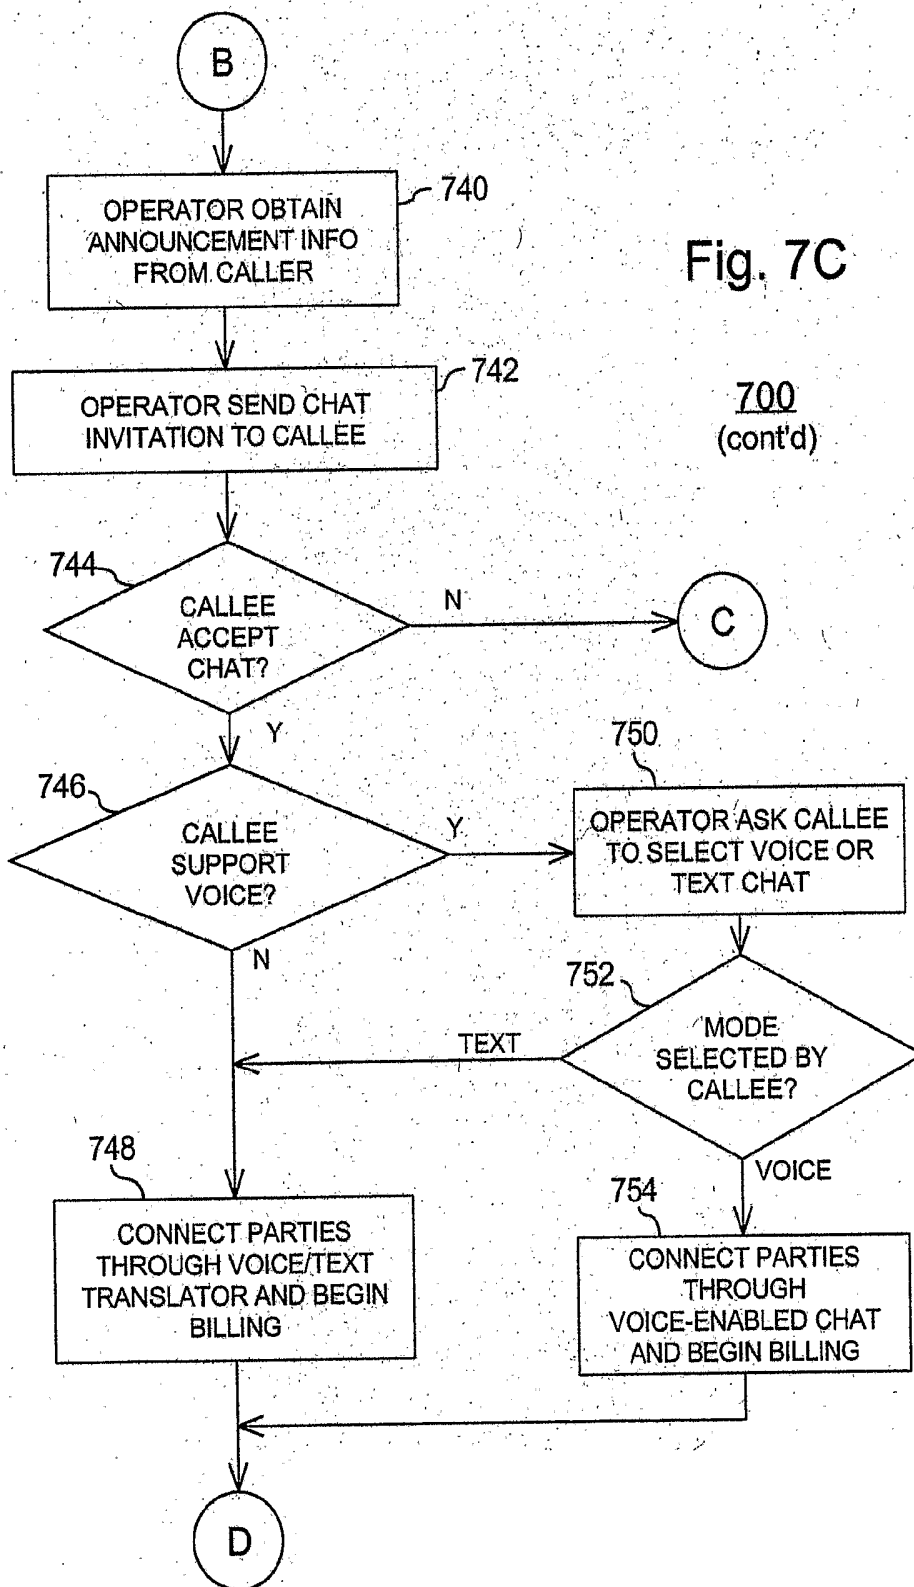 B
740
OPERATOR OBTAIN
ANNOUNCEMENT INFO
FROM CALLER
Fig. 7C
742
OPERATOR SEND CHAT
INVITATION TO CALLEE
700
(cont'd)
744
CALLEE
ACCEPT
CHAT?
N
C
Y
746
CALLEE
SUPPORT
VOICE?
Y
750
OPERATOR ASK CALLEE
TO SELECT VOICE OR
TEXT CHAT
N
752
MODE
SELECTED BY
CALLEE?
TEXT
VOICE
748
CONNECT PARTIES
THROUGH VOICE/TEXT
TRANSLATOR AND BEGIN
BILLING
754
CONNECT PARTIES
THROUGH
VOICE-ENABLED CHAT
AND BEGIN BILLING
D